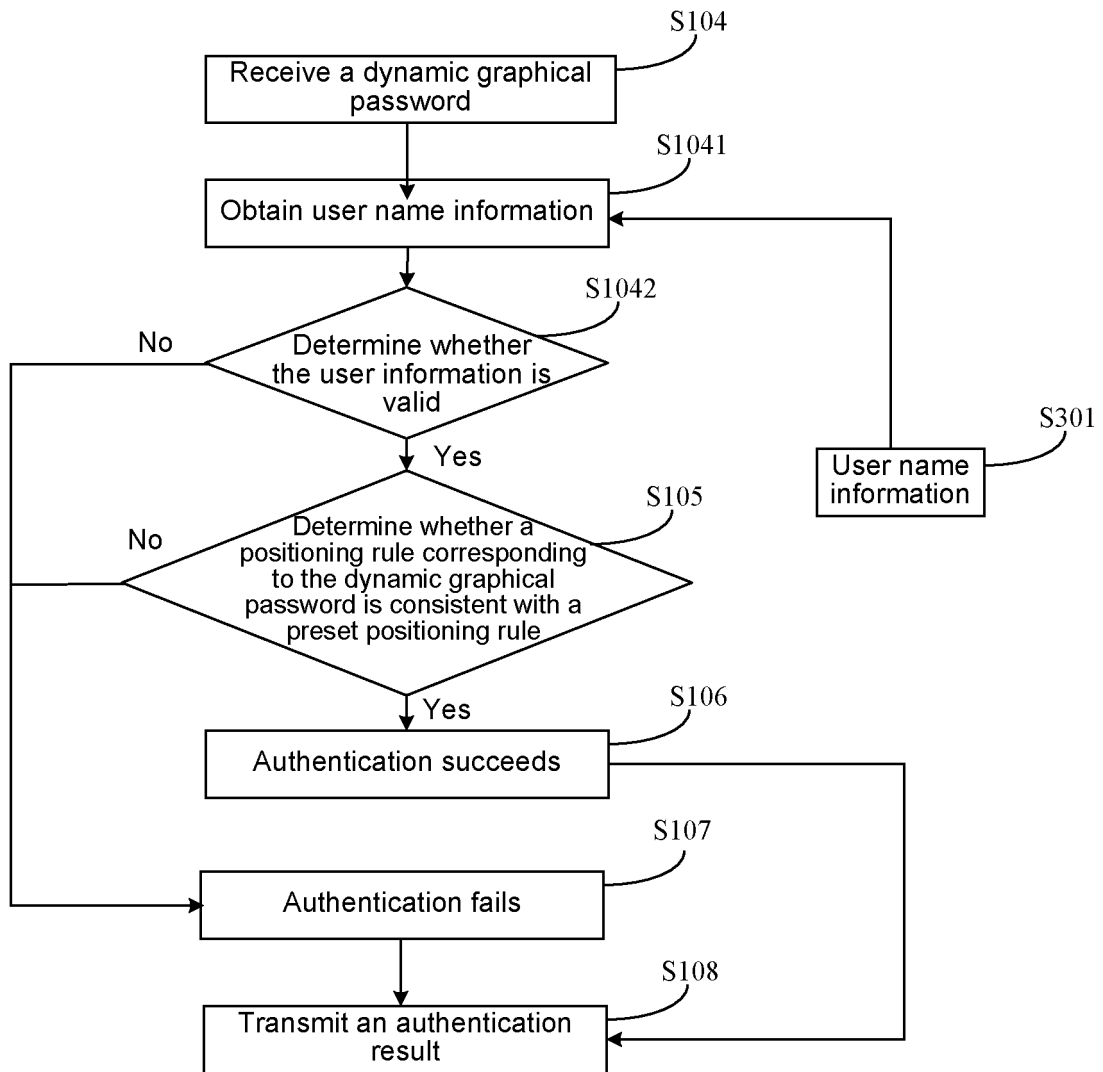 S104
Receive a dynamic graphical
password
S1041
Obtain user name information
S1042
No
Determine whether
the user information is
valid
Yes
S301
User name
information
S105
No
Determine whether a
positioning rule corresponding
to the dynamic graphical
password is consistent with a
preset positioning rule
Yes
S106
Authentication succeeds
S107
Authentication fails
S108
Transmit an authentication
result